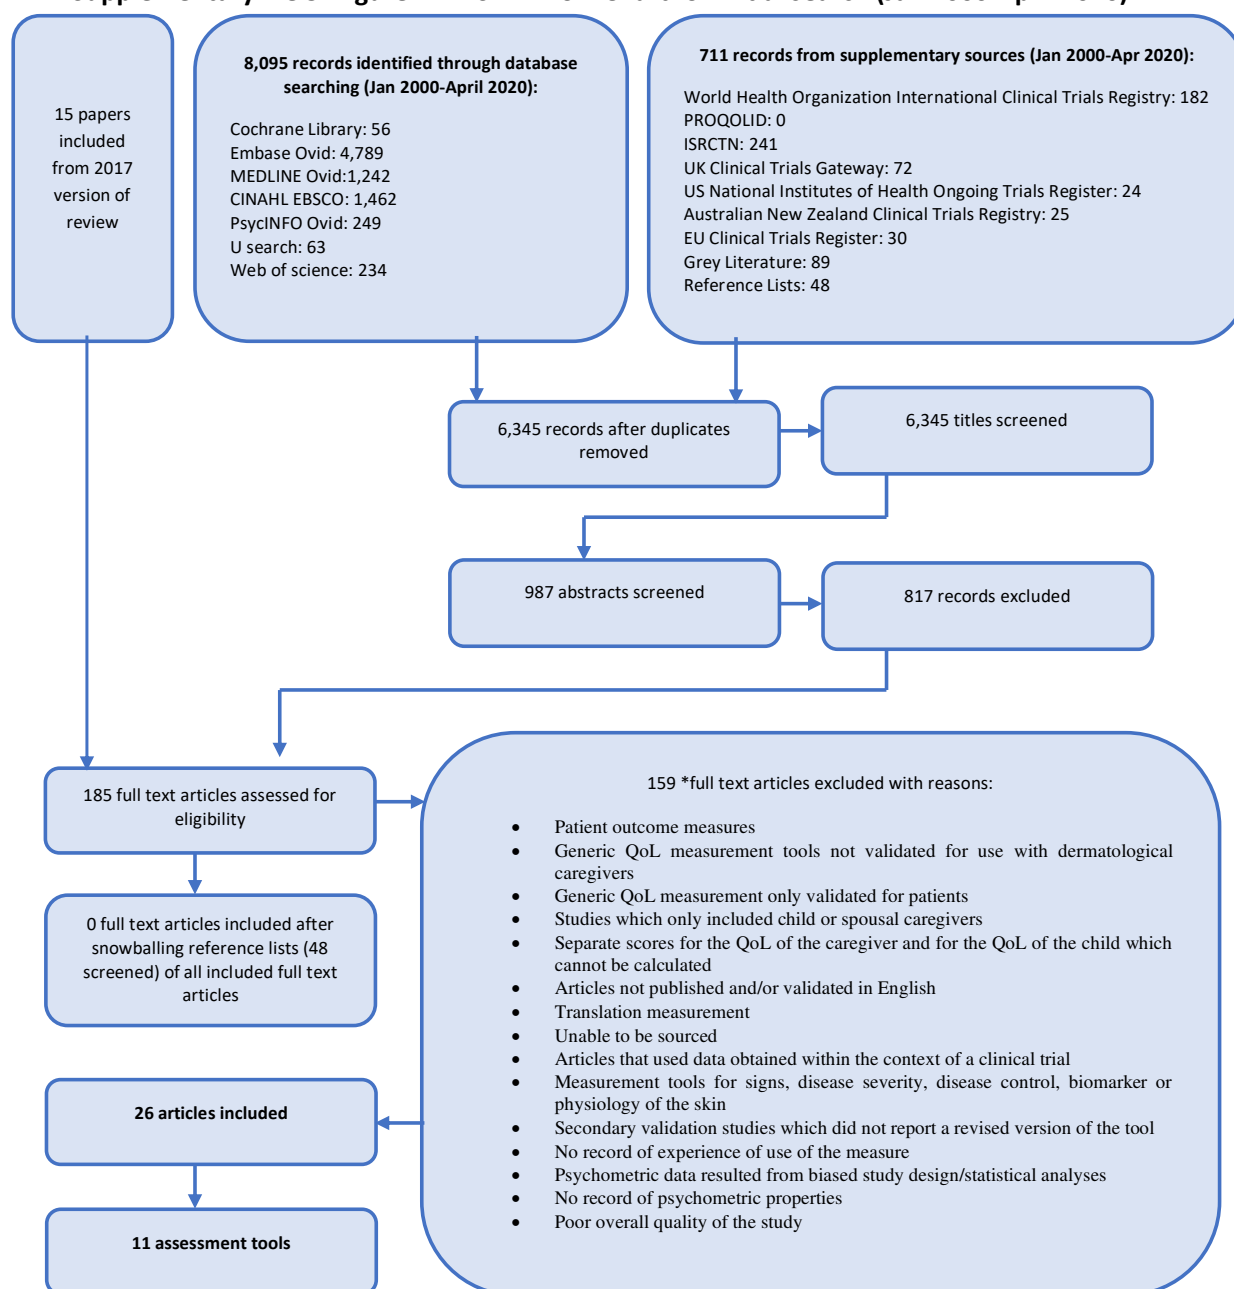 15 papers
included
from 2017
version of
review
8,095 records identified through database
searching (Jan 2000-April 2020):
Cochrane Library: 56
Embase Ovid: 4,789
MEDLINE Ovid:1,242
CINAHL EBSCO: 1,462
PsycINFO Ovid: 249
U search: 63
Web of science: 234
711 records from supplementary sources (Jan 2000-Apr 2020):
World Health Organization International Clinical Trials Registry: 182
PROQOLID: 0
ISRCTN: 241
UK Clinical Trials Gateway: 72
US National Institutes of Health Ongoing Trials Register: 24
Australian New Zealand Clinical Trials Registry: 25
EU Clinical Trials Register: 30
Grey Literature: 89
Reference Lists: 48
6,345 records after duplicates
removed
6,345 titles screened
987 abstracts screened
817 records excluded
185 full text articles assessed for
eligibility
159 *full text articles excluded with reasons:
• Patient outcome measures
• Generic QoL measurement tools not validated for use with dermatological
caregivers
• Generic QoL measurement only validated for patients
• Studies which only included child or spousal caregivers
• Separate scores for the QoL of the caregiver and for the QoL of the child which
cannot be calculated
• Articles not published and/or validated in English
• Translation measurement
• Unable to be sourced
• Articles that used data obtained within the context of a clinical trial
• Measurement tools for signs, disease severity, disease control, biomarker or
physiology of the skin
• Secondary validation studies which did not report a revised version of the tool
• No record of experience of use of the measure
• Psychometric data resulted from biased study design/statistical analyses
• No record of psychometric properties
• Poor overall quality of the study
0 full text articles included after
snowballing reference lists (48
screened) of all included full text
articles
26 articles included
11 assessment tools